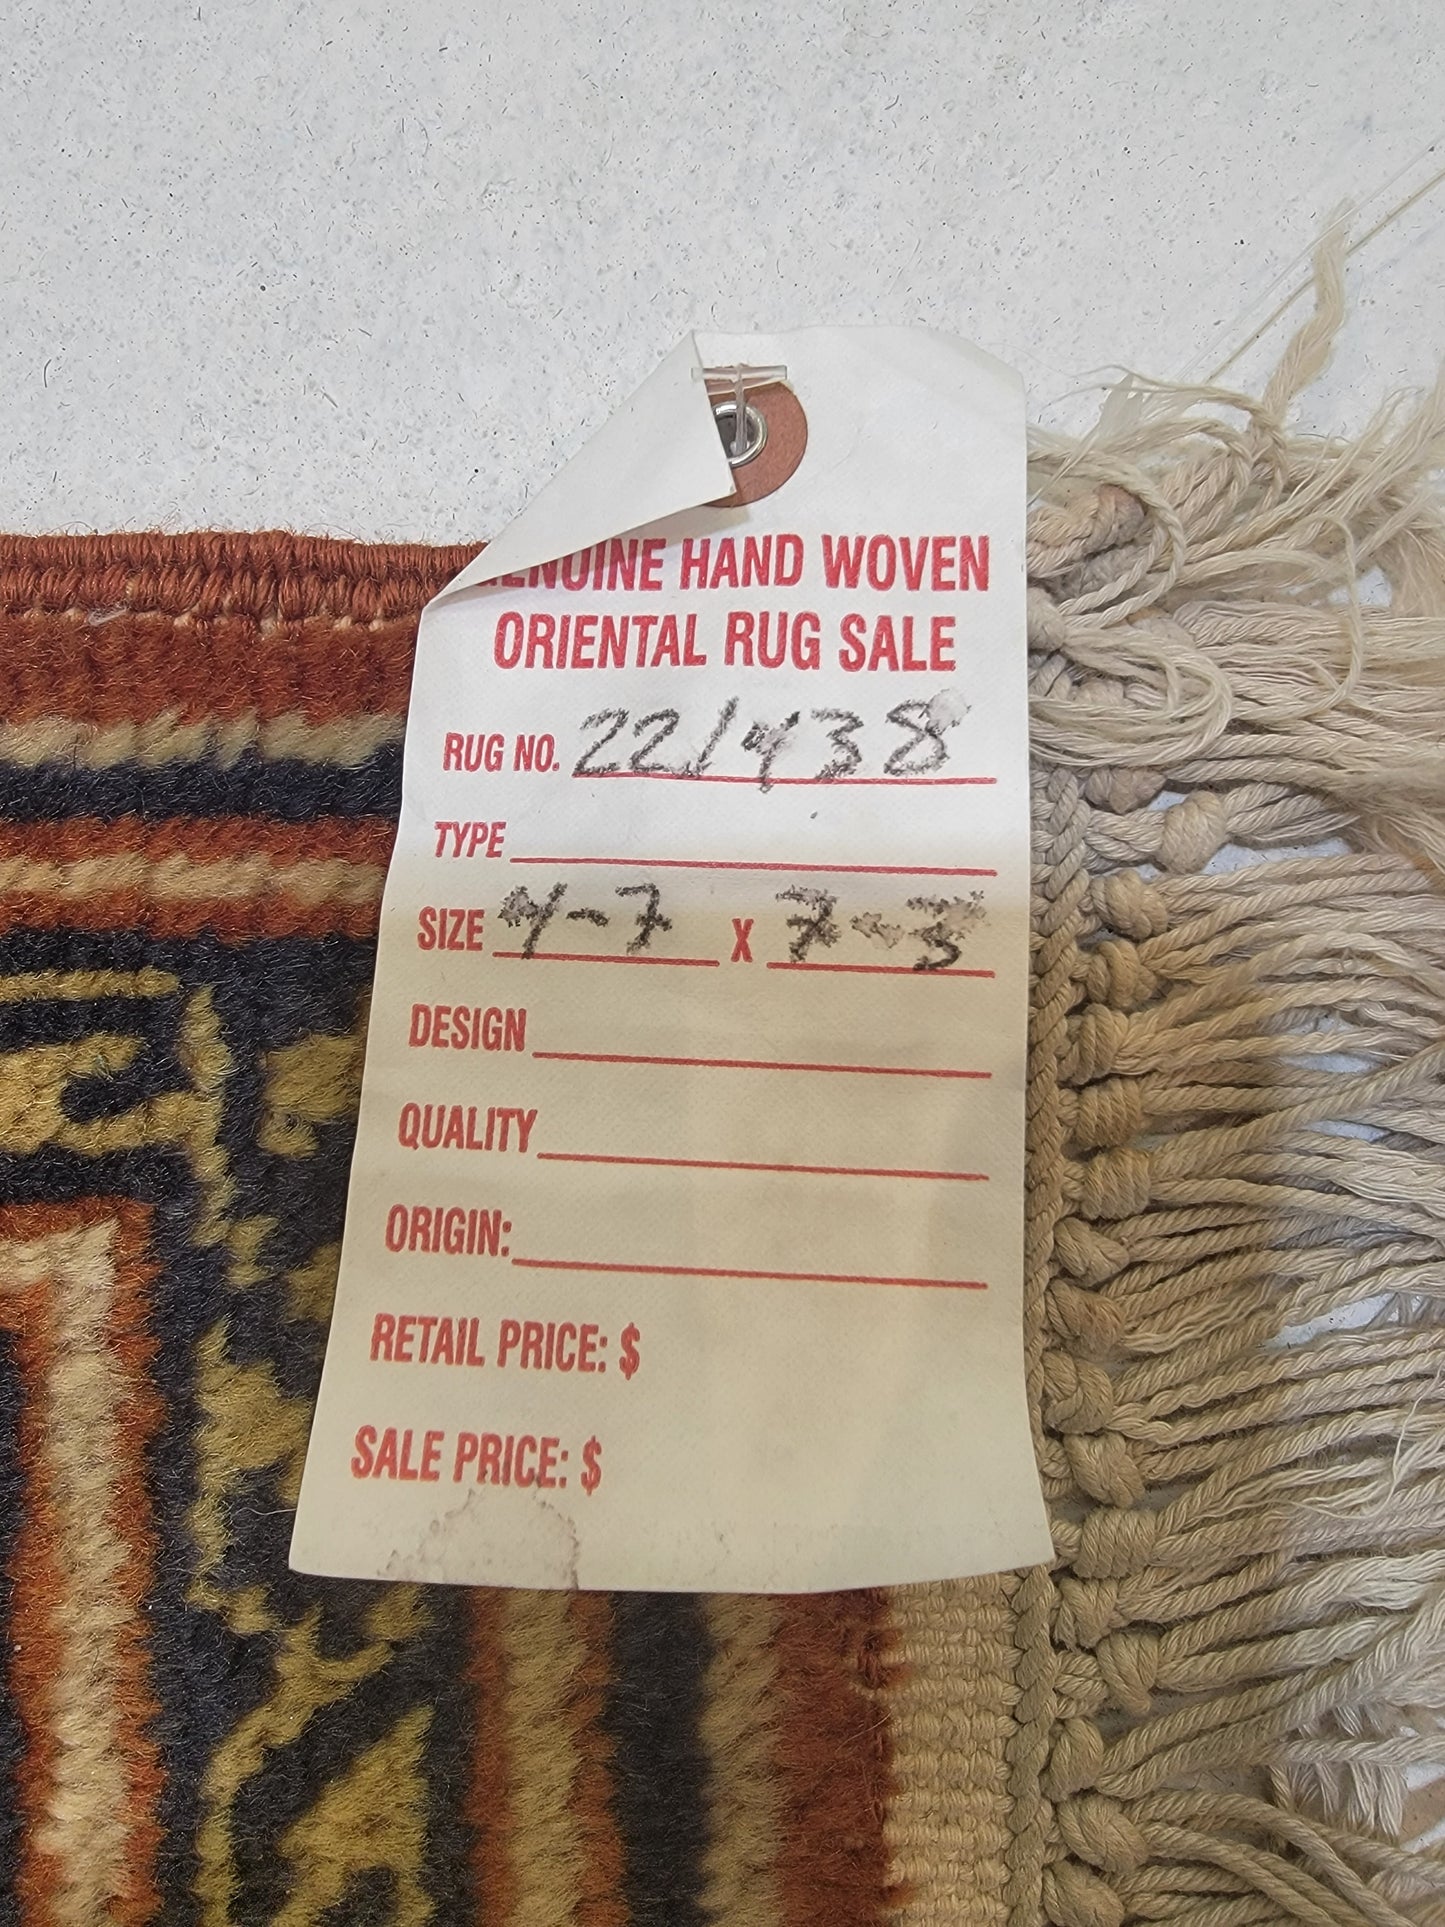 GENUINE HAND WOVEN
ORIENTAL RUG SALE
RUG NO. 221438
TYPE
SIZE 4-7 X 7-3
DESIGN
QUALITY
ORIGIN:
RETAIL PRICE: $
SALE PRICE: $